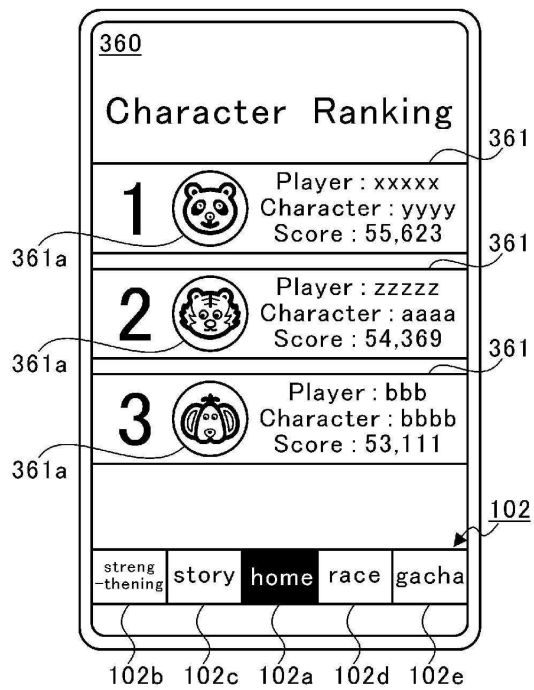 360
Character Ranking
361
1
Player : xxxxx
Character : yyyy
Score : 55,623
361a
361
2
Player : zzzzz
Character : aaaa
Score : 54,369
361a
361
3
Player : bbb
Character : bbbb
Score : 53,111
361a
102
streng
-thening
story
home
race
gacha
102b 102c 102a 102d 102e